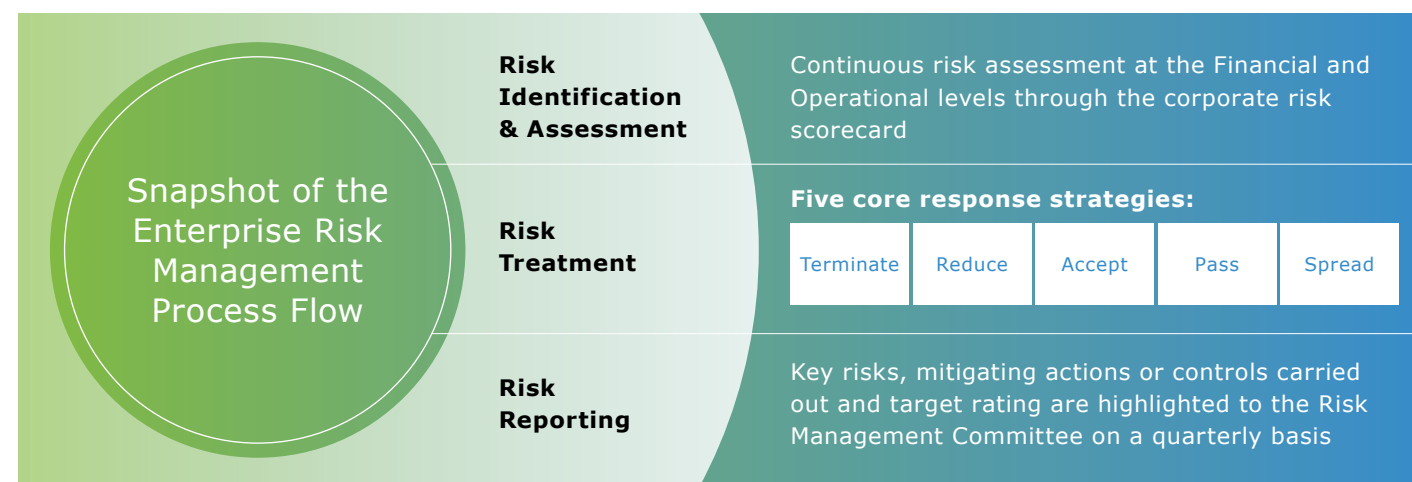 Snapshot of the
Enterprise Risk
Management
Process Flow
Risk
Identification
& Assessment
Continuous risk assessment at the Financial and
Operational levels through the corporate risk
scorecard
Risk
Treatment
Five core response strategies:
Terminate
Reduce
Accept
Pass
Spread
Risk
Reporting
Key risks, mitigating actions or controls carried
out and target rating are highlighted to the Risk
Management Committee on a quarterly basis